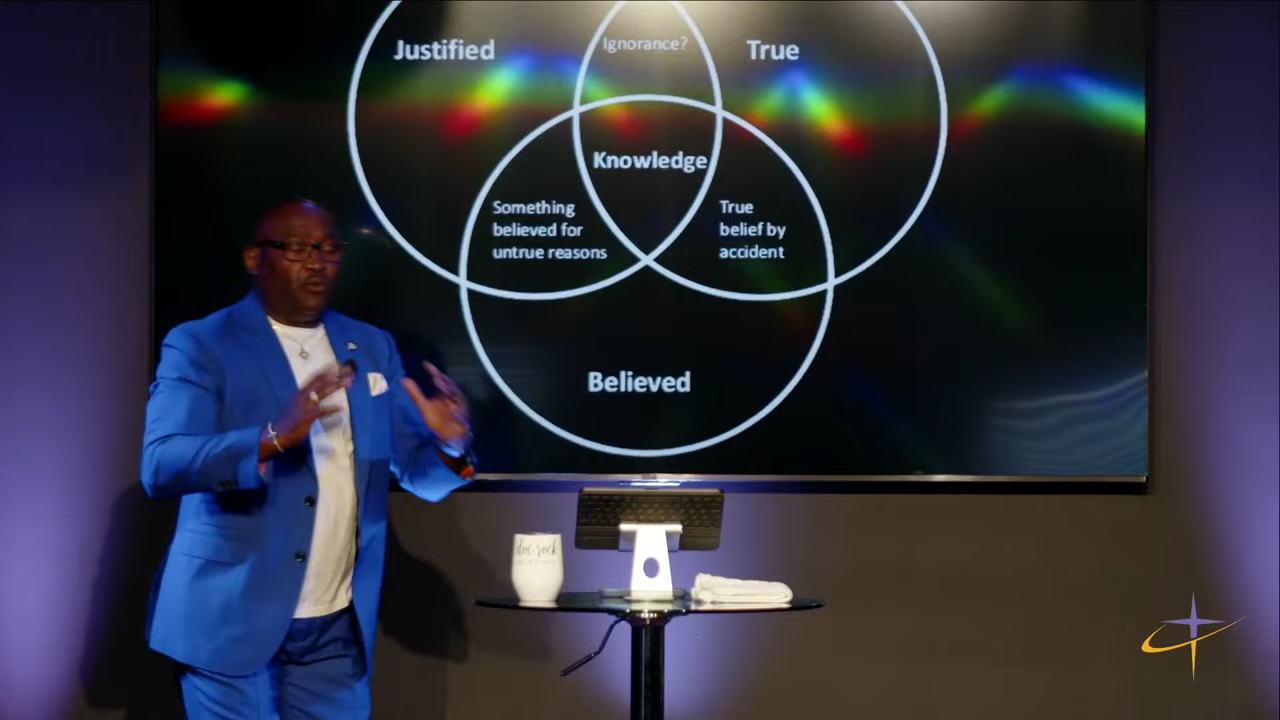 Justified
Ignorance?
True
Knowledge
Something
believed for
untrue reasons
True
belief by
accident
Believed
doc rock